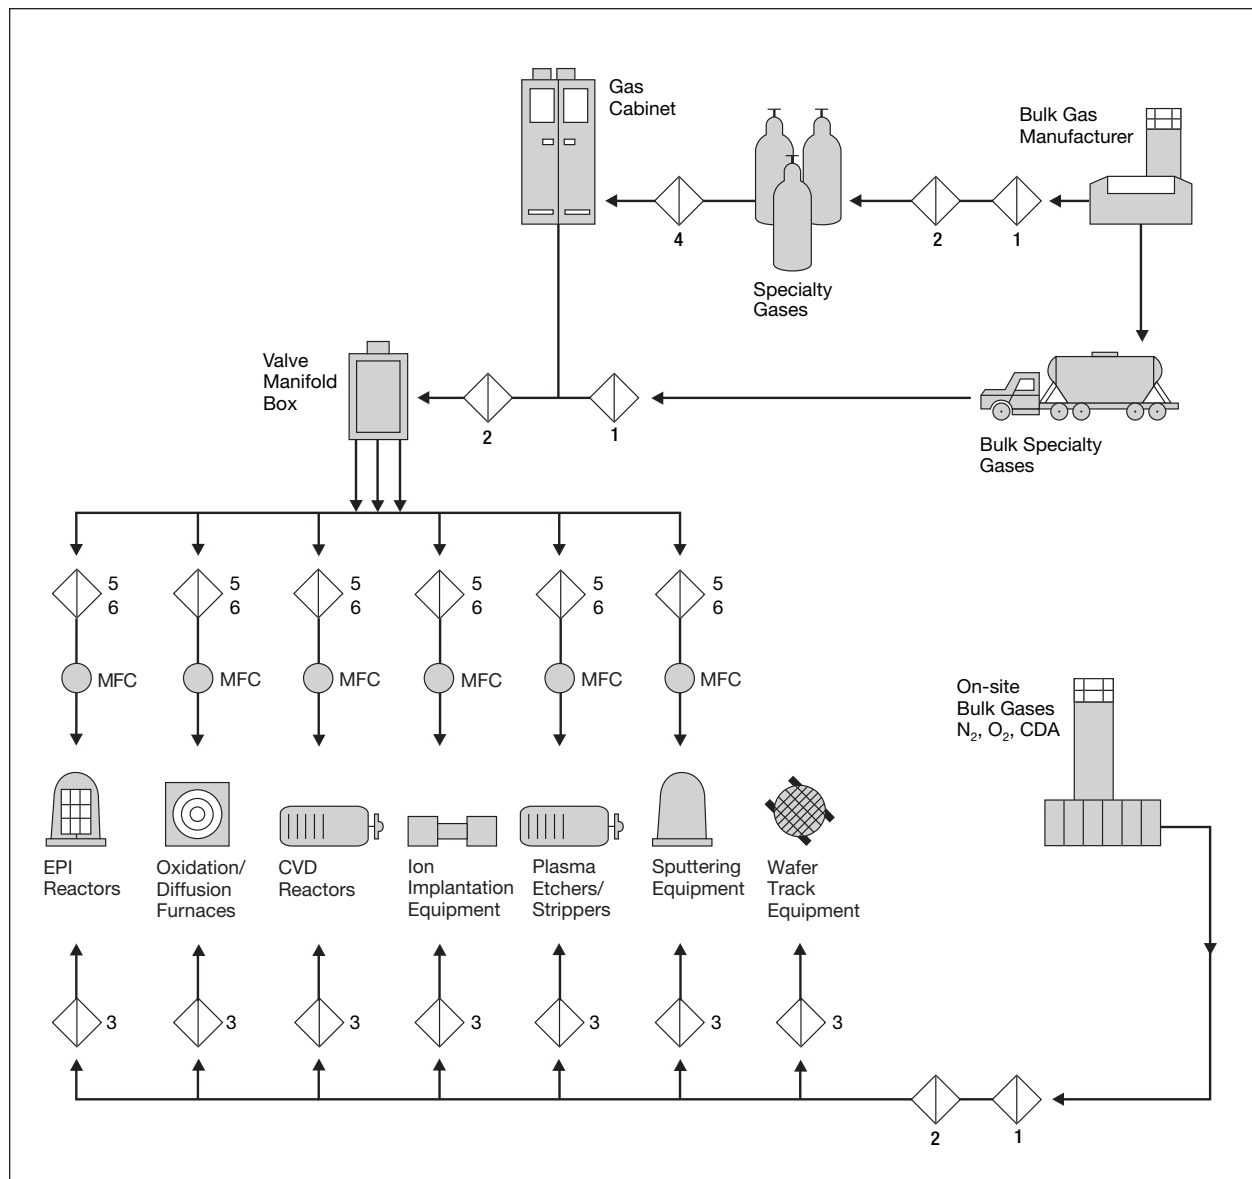 Gas
Cabinet
Bulk Gas
Manufacturer
4
2
1
Specialty
Gases
Valve
Manifold
Box
2
1
Bulk Specialty
Gases
5
6
5
6
5
6
5
6
5
6
5
6
MFC
MFC
MFC
MFC
MFC
MFC
On-site
Bulk Gases
N₂, O₂, CDA
EPI
Reactors
Oxidation/
Diffusion
Furnaces
CVD
Reactors
Ion
Implantation
Equipment
Plasma
Etchers/
Strippers
Sputtering
Equipment
Wafer
Track
Equipment
3
3
3
3
3
3
3
2
1